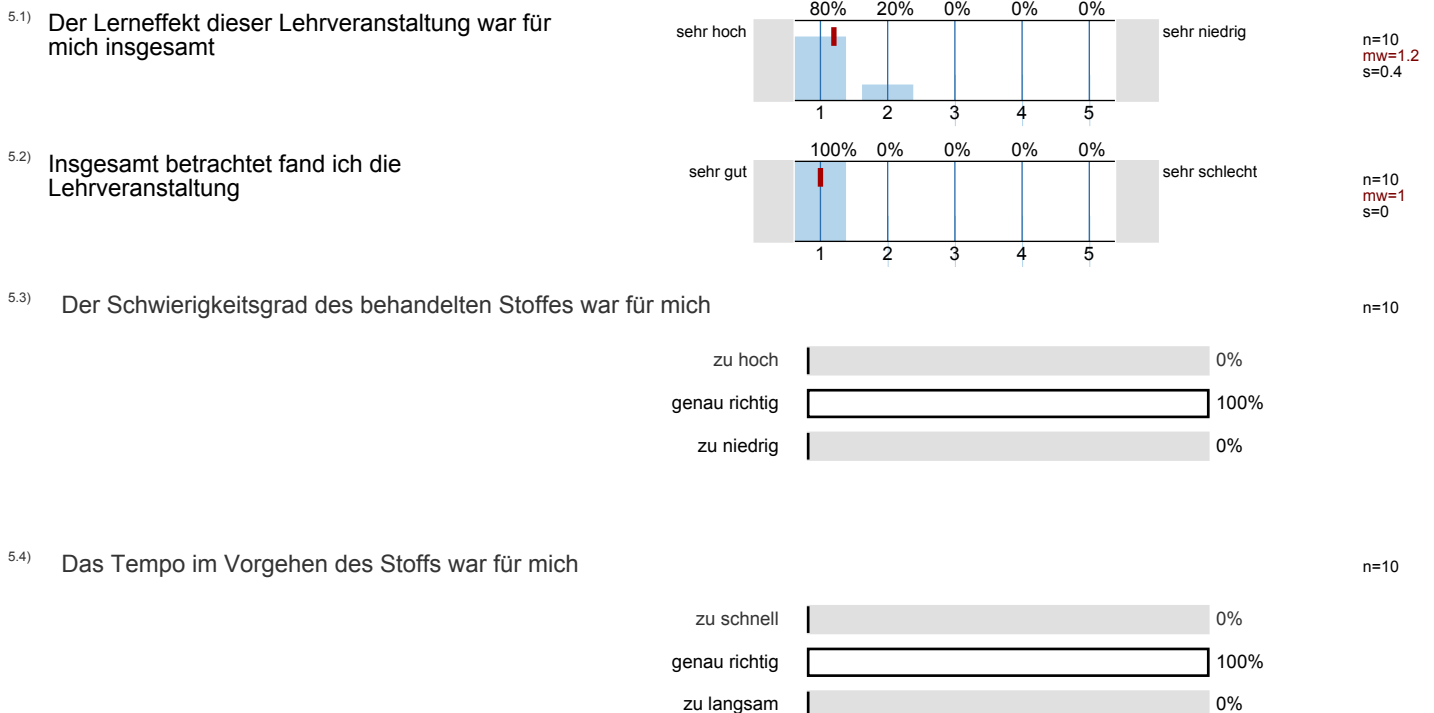 5.1) Der Lerneffekt dieser Lehrveranstaltung war für
mich insgesamt
80% 20% 0% 0% 0%
sehr hoch sehr niedrig
1 2 3 4 5
n=10
mw=1.2
s=0.4
5.2) Insgesamt betrachtet fand ich die
Lehrveranstaltung
100% 0% 0% 0% 0%
sehr gut sehr schlecht
1 2 3 4 5
n=10
mw=1
s=0
5.3) Der Schwierigkeitsgrad des behandelten Stoffes war für mich n=10
zu hoch 0%
genau richtig 100%
zu niedrig 0%
5.4) Das Tempo im Vorgehen des Stoffs war für mich n=10
zu schnell 0%
genau richtig 100%
zu langsam 0%